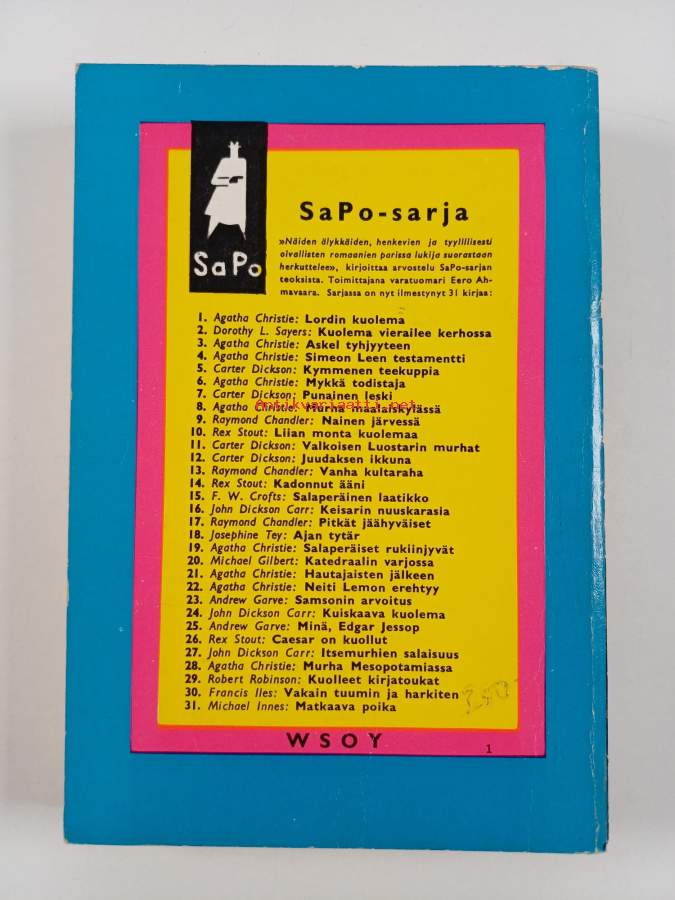 SaPo
SaPo-sarja
»Näiden älykkäiden, henkevien ja tyylillisesti
oivallisten romaanien parissa lukija suorastaan
herkuttelee», kirjoittaa arvostelu SaPo-sarjan
teoksista. Toimittajana varatuomari Eero Ah-
mavaara. Sarjassa on nyt ilmestynyt 31 kirjaa:
1. Agatha Christie: Lordin kuolema
2. Dorothy L. Sayers: Kuolema vierailee kerhossa
3. Agatha Christie: Askel tyhjyyteen
4. Agatha Christie: Simeon Leen testamentti
5. Carter Dickson: Kymmenen teekuppia
6. Agatha Christie: Mykkä todistaja
7. Carter Dickson: Punainen leski
antikvariaatti.net
8. Agatha Christie: Murha maalaiskylässä
9. Raymond Chandler: Nainen järvessä
10. Rex Stout: Liian monta kuolemaa
11. Carter Dickson: Valkoisen Luostarin murhat
12. Carter Dickson: Juudaksen ikkuna
13. Raymond Chandler: Vanha kultaraha
14. Rex Stout: Kadonnut ääni
15. F. W. Crofts: Salaperäinen laatikko
16. John Dickson Carr: Keisarin nuuskarasia
17. Raymond Chandler: Pitkät jäähyväiset
18. Josephine Tey: Ajan tytär
19. Agatha Christie: Salaperäiset rukiinjyvät
20. Michael Gilbert: Katedraalin varjossa
21. Agatha Christie: Hautajaisten jälkeen
22. Agatha Christie: Neiti Lemon erehtyy
23. Andrew Garve: Samsonin arvoitus
24. John Dickson Carr: Kuiskaava kuolema
25. Andrew Garve: Minä, Edgar Jessop
26. Rex Stout: Caesar on kuollut
27. John Dickson Carr: Itsemurhien salaisuus
28. Agatha Christie: Murha Mesopotamiassa
29. Robert Robinson: Kuolleet kirjatoukat
30. Francis Iles: Vakain tuumin ja harkiten
31. Michael Innes: Matkaava poika
WSOY
1